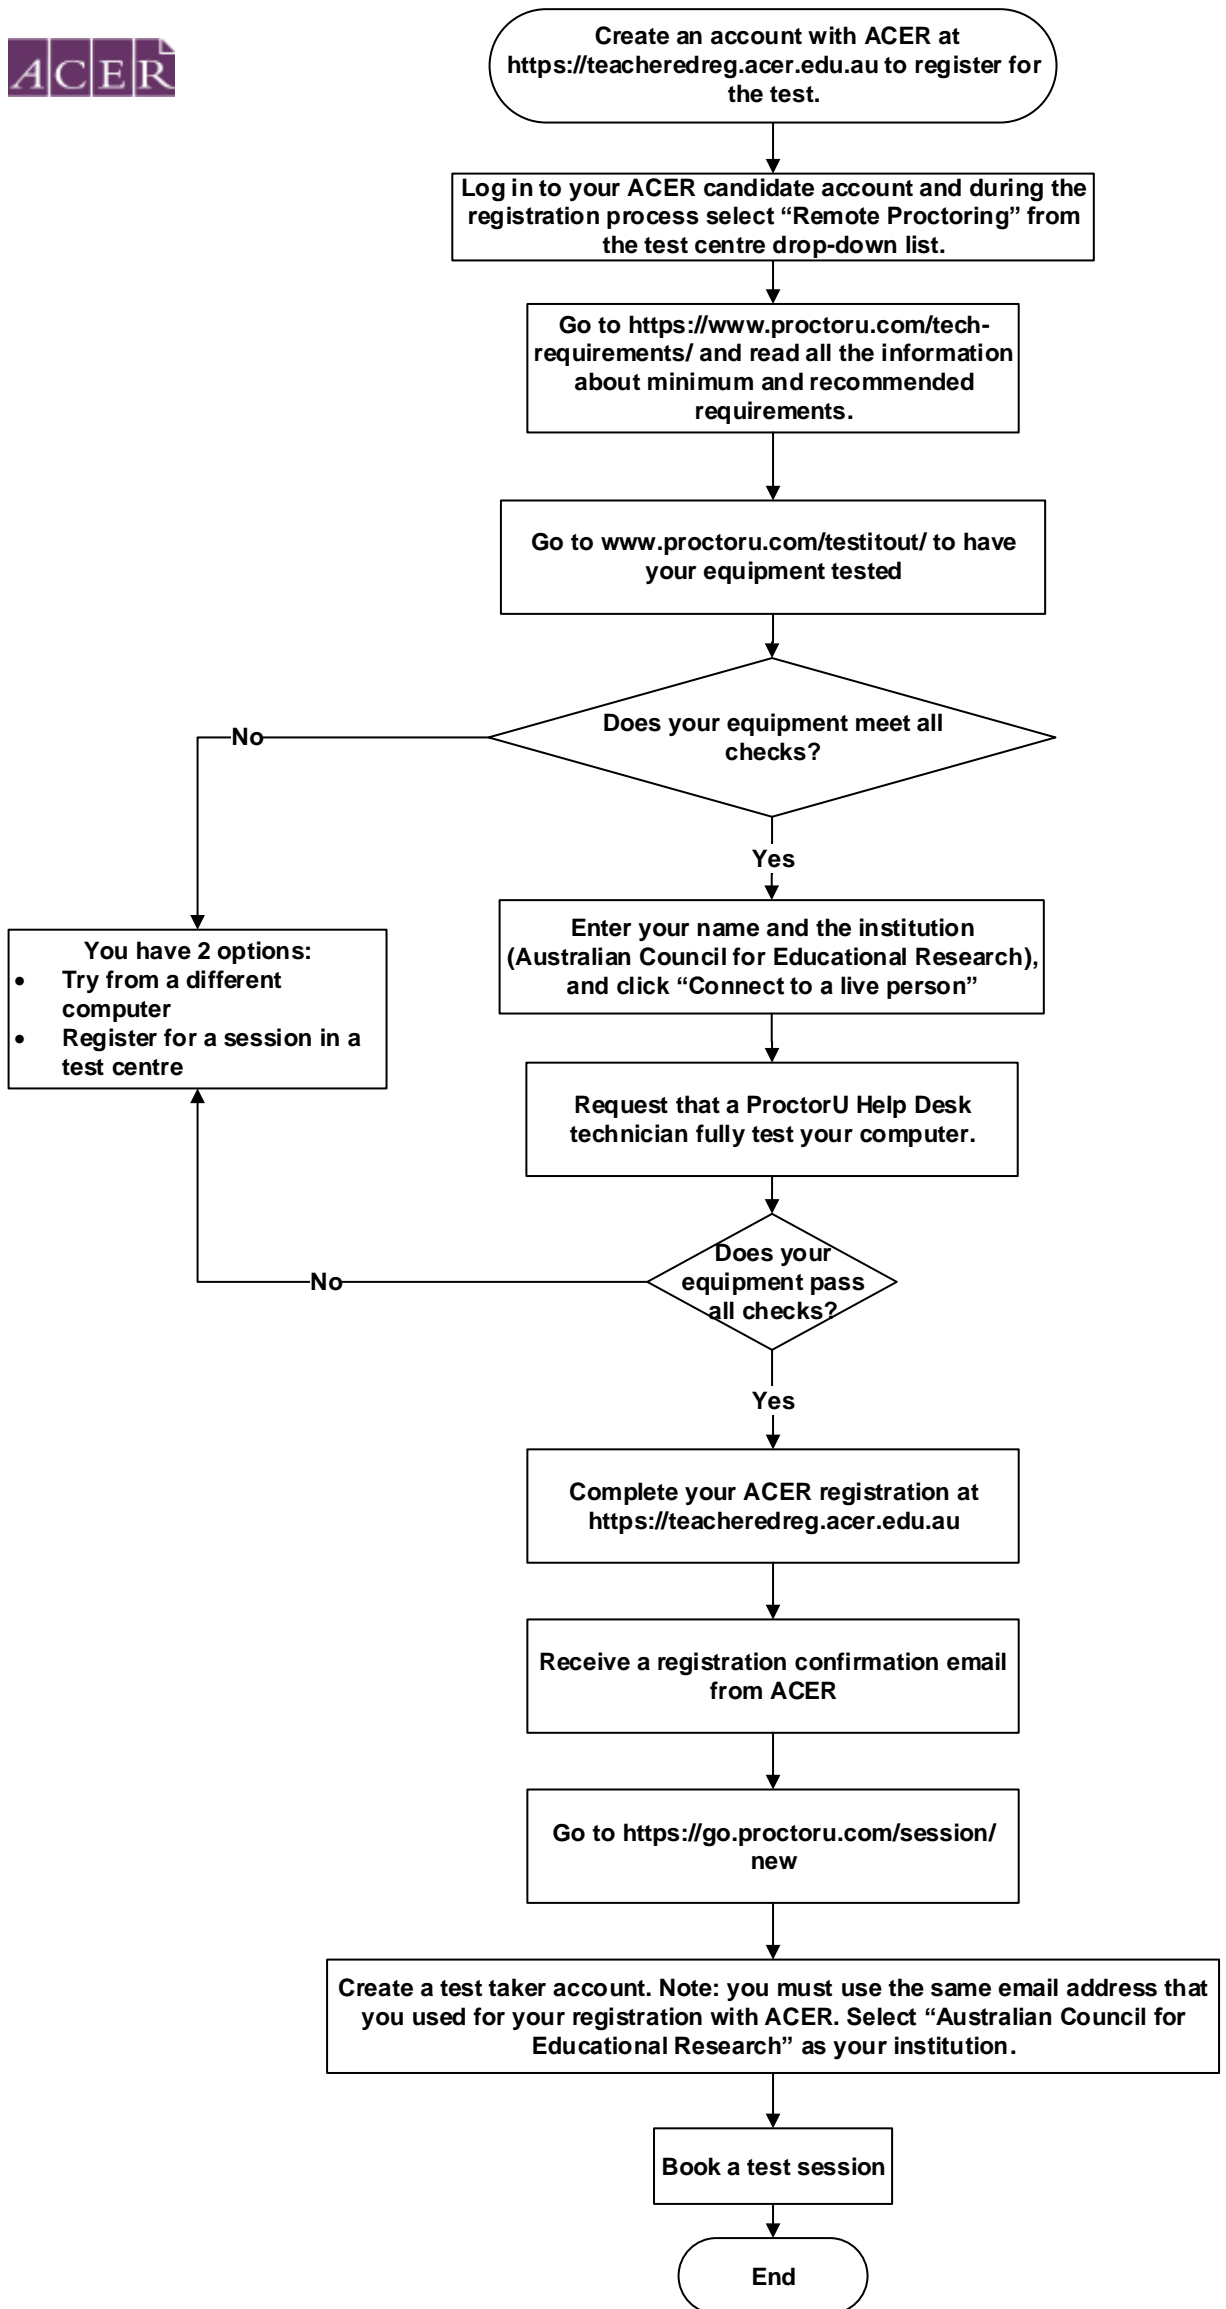 ACER
Create an account with ACER at
https://teacheredreg.acer.edu.au to register for
the test.
Log in to your ACER candidate account and during the
registration process select “Remote Proctoring” from
the test centre drop-down list.
Go to https://www.proctoru.com/tech-
requirements/ and read all the information
about minimum and recommended
requirements.
Go to www.proctoru.com/testitout/ to have
your equipment tested
Does your equipment meet all
checks?
No
Yes
You have 2 options:
• Try from a different
computer
• Register for a session in a
test centre
Enter your name and the institution
(Australian Council for Educational Research),
and click “Connect to a live person”
Request that a ProctorU Help Desk
technician fully test your computer.
Does your
equipment pass
all checks?
No
Yes
Complete your ACER registration at
https://teacheredreg.acer.edu.au
Receive a registration confirmation email
from ACER
Go to https://go.proctoru.com/session/
new
Create a test taker account. Note: you must use the same email address that
you used for your registration with ACER. Select “Australian Council for
Educational Research” as your institution.
Book a test session
End